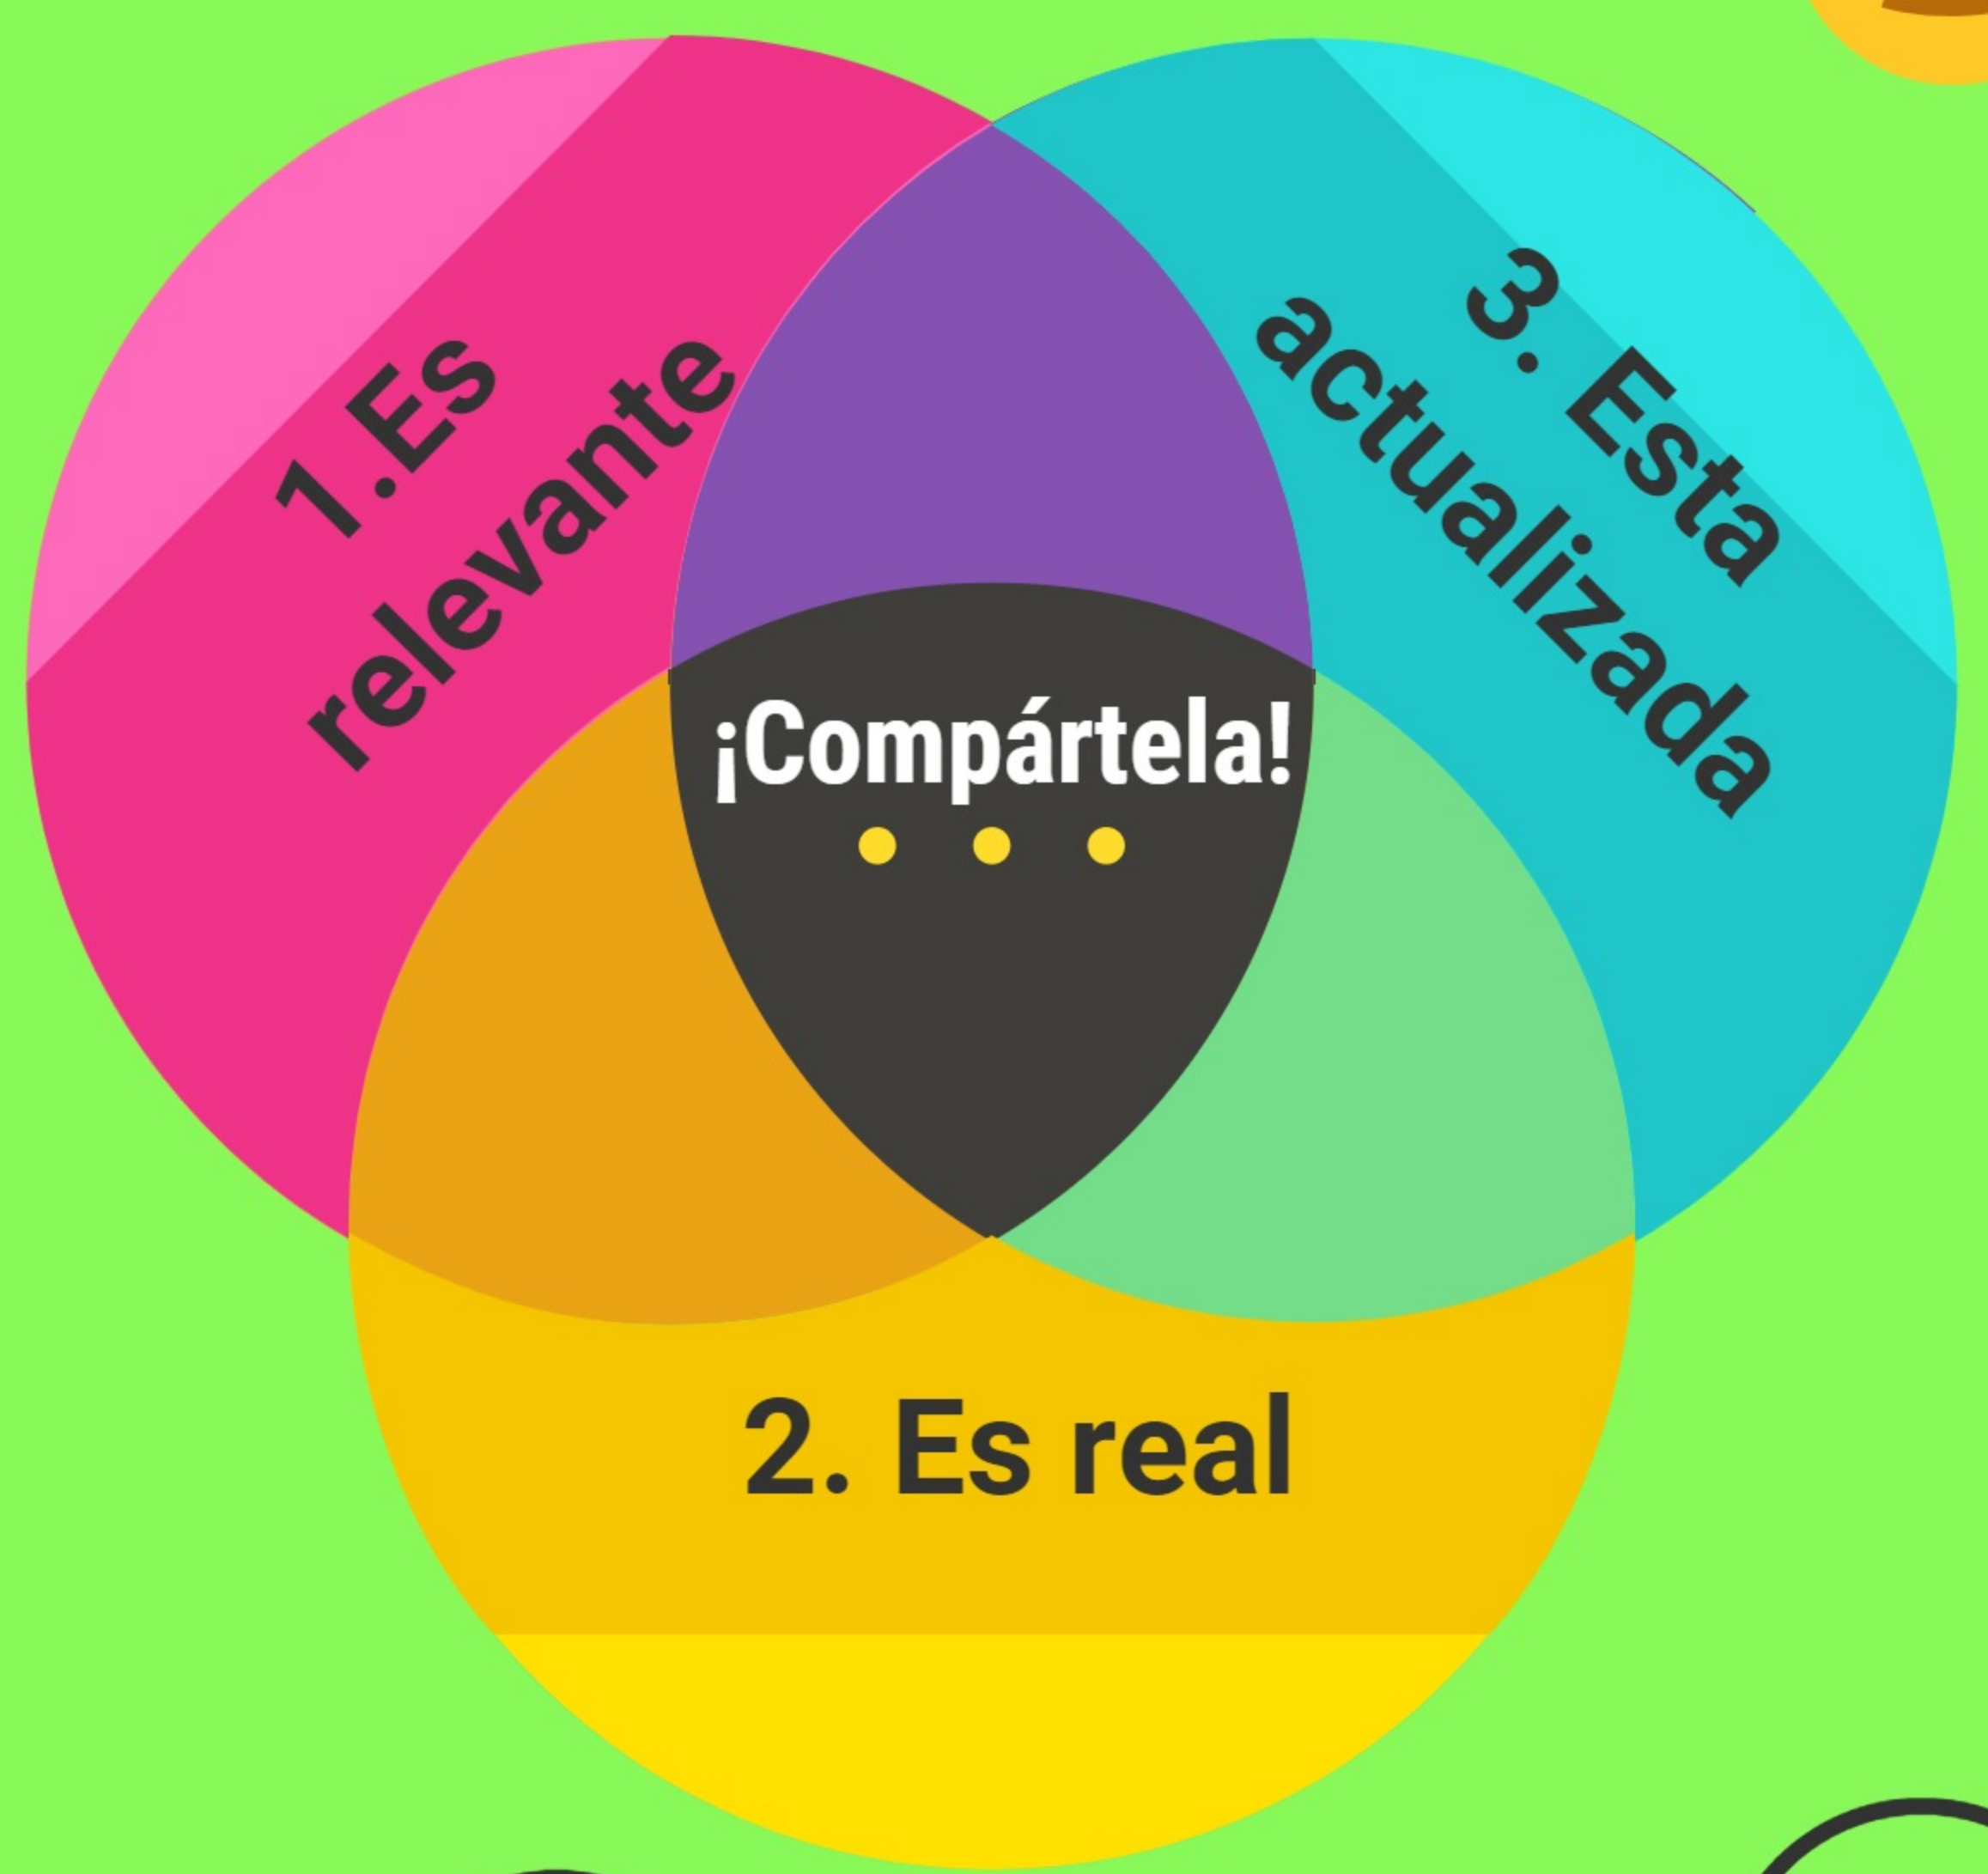 1.Es
relevante
3. Esta
actualizada
¡Compártela!
2. Es real